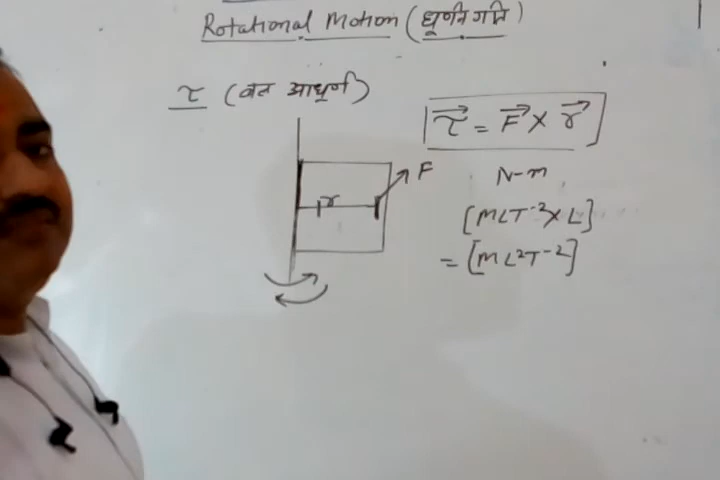 Rotational Motion (घूर्णन गति)
τ (बल आघूर्ण)
τ⃗ = F⃗ × r⃗
F
r
N-m
[MLT⁻² × L]
= [ML²T⁻²]